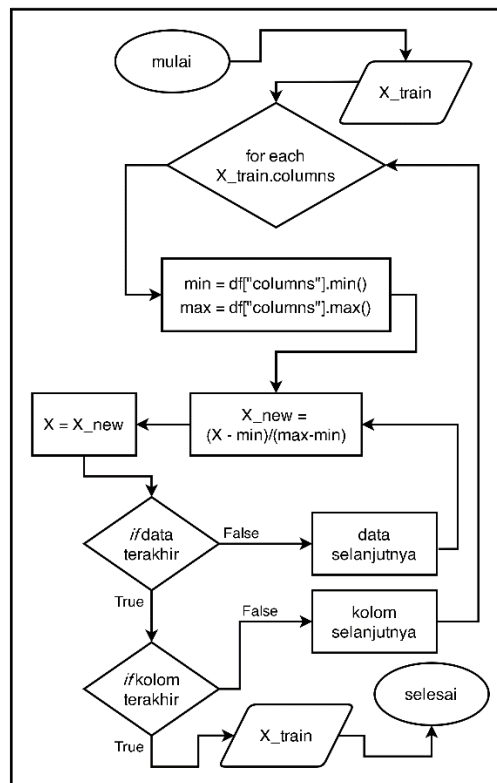 mulai
X_train
for each
X_train.columns
min = df["columns"].min()
max = df["columns"].max()
X_new =
(X - min)/(max-min)
X = X_new
if data
terakhir
False
data
selanjutnya
True
if kolom
terakhir
False
kolom
selanjutnya
True
X_train
selesai